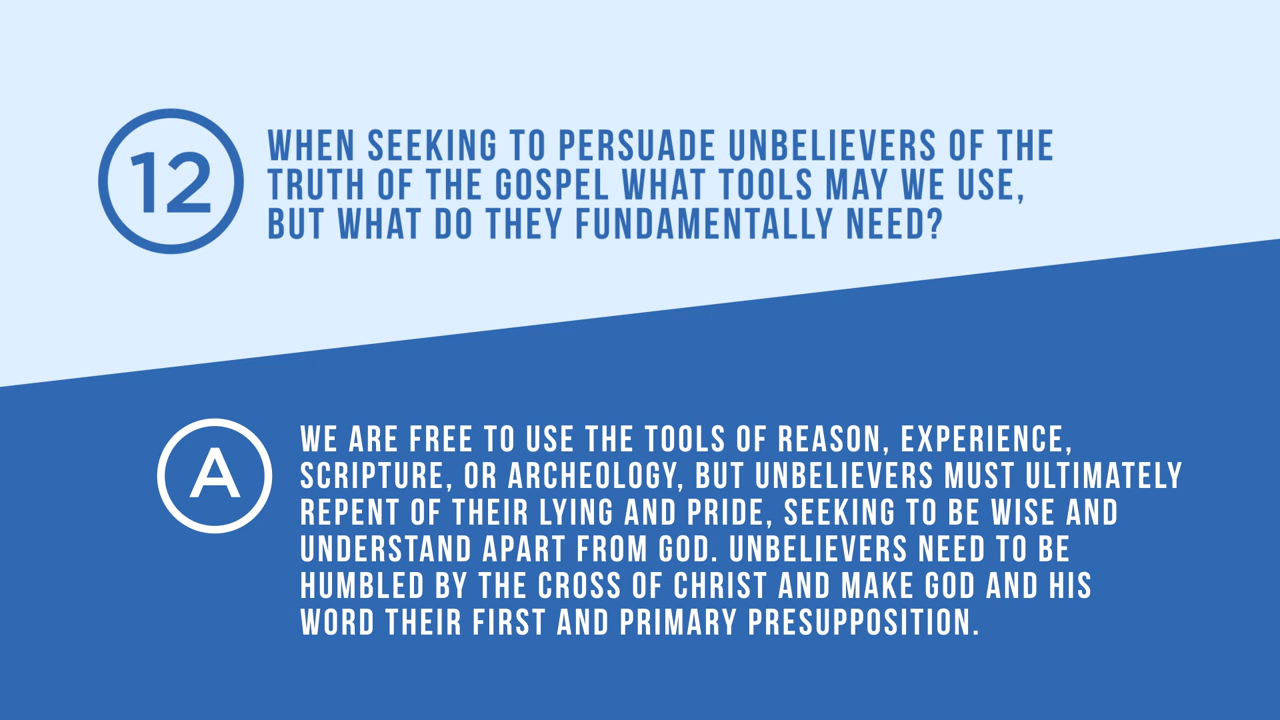 12
WHEN SEEKING TO PERSUADE UNBELIEVERS OF THE
TRUTH OF THE GOSPEL WHAT TOOLS MAY WE USE,
BUT WHAT DO THEY FUNDAMENTALLY NEED?
A
WE ARE FREE TO USE THE TOOLS OF REASON, EXPERIENCE,
SCRIPTURE, OR ARCHEOLOGY, BUT UNBELIEVERS MUST ULTIMATELY
REPENT OF THEIR LYING AND PRIDE, SEEKING TO BE WISE AND
UNDERSTAND APART FROM GOD. UNBELIEVERS NEED TO BE
HUMBLED BY THE CROSS OF CHRIST AND MAKE GOD AND HIS
WORD THEIR FIRST AND PRIMARY PRESUPPOSITION.